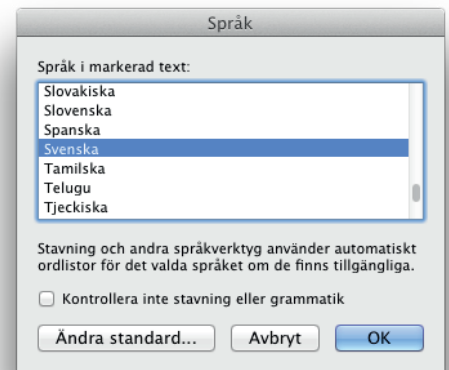 Språk
Språk i markerad text:
Slovakiska
Slovenska
Spanska
Svenska
Tamilska
Telugu
Tjeckiska
Stavning och andra språkverktyg använder automatiskt
ordlistor för det valda språket om de finns tillgängliga.
Kontrollera inte stavning eller grammatik
Ändra standard... Avbryt OK